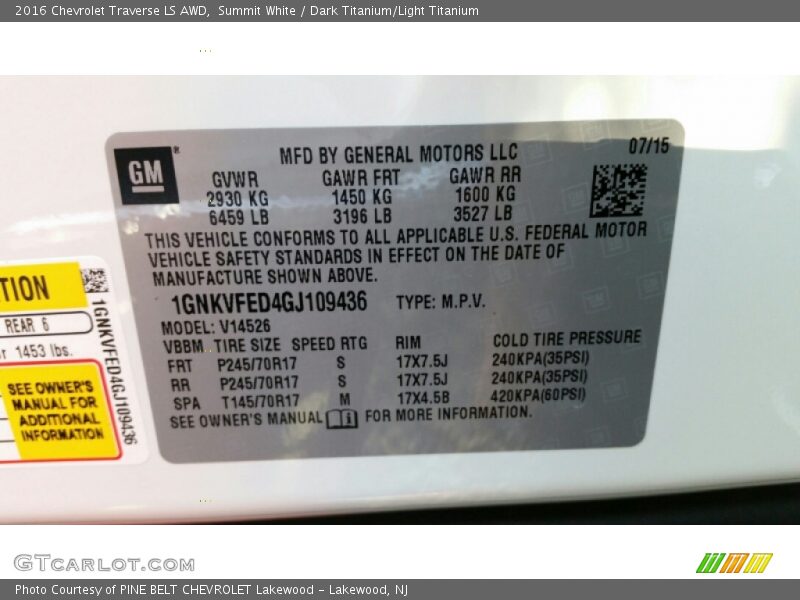 2016 Chevrolet Traverse LS AWD,  Summit White / Dark Titanium/Light Titanium
GM
®
MFD BY GENERAL MOTORS LLC
07/15
GVWR GAWR FRT GAWR RR
2930 KG 1450 KG 1600 KG
6459 LB 3196 LB 3527 LB
THIS VEHICLE CONFORMS TO ALL APPLICABLE U.S. FEDERAL MOTOR
VEHICLE SAFETY STANDARDS IN EFFECT ON THE DATE OF
MANUFACTURE SHOWN ABOVE.
1GNKVFED4GJ109436 TYPE: M.P.V.
MODEL: V14526
VBBM TIRE SIZE SPEED RTG RIM COLD TIRE PRESSURE
FRT P245/70R17 S 17X7.5J 240KPA(35PSI)
RR P245/70R17 S 17X7.5J 240KPA(35PSI)
SPA T145/70R17 M 17X4.5B 420KPA(60PSI)
SEE OWNER'S MANUAL i FOR MORE INFORMATION.
TION
REAR 6
or 1453 lbs.
SEE OWNER'S
MANUAL FOR
ADDITIONAL
INFORMATION
1GNKVFED4GJ109436
GTCARLOT.COM
Photo Courtesy of PINE BELT CHEVROLET Lakewood - Lakewood, NJ